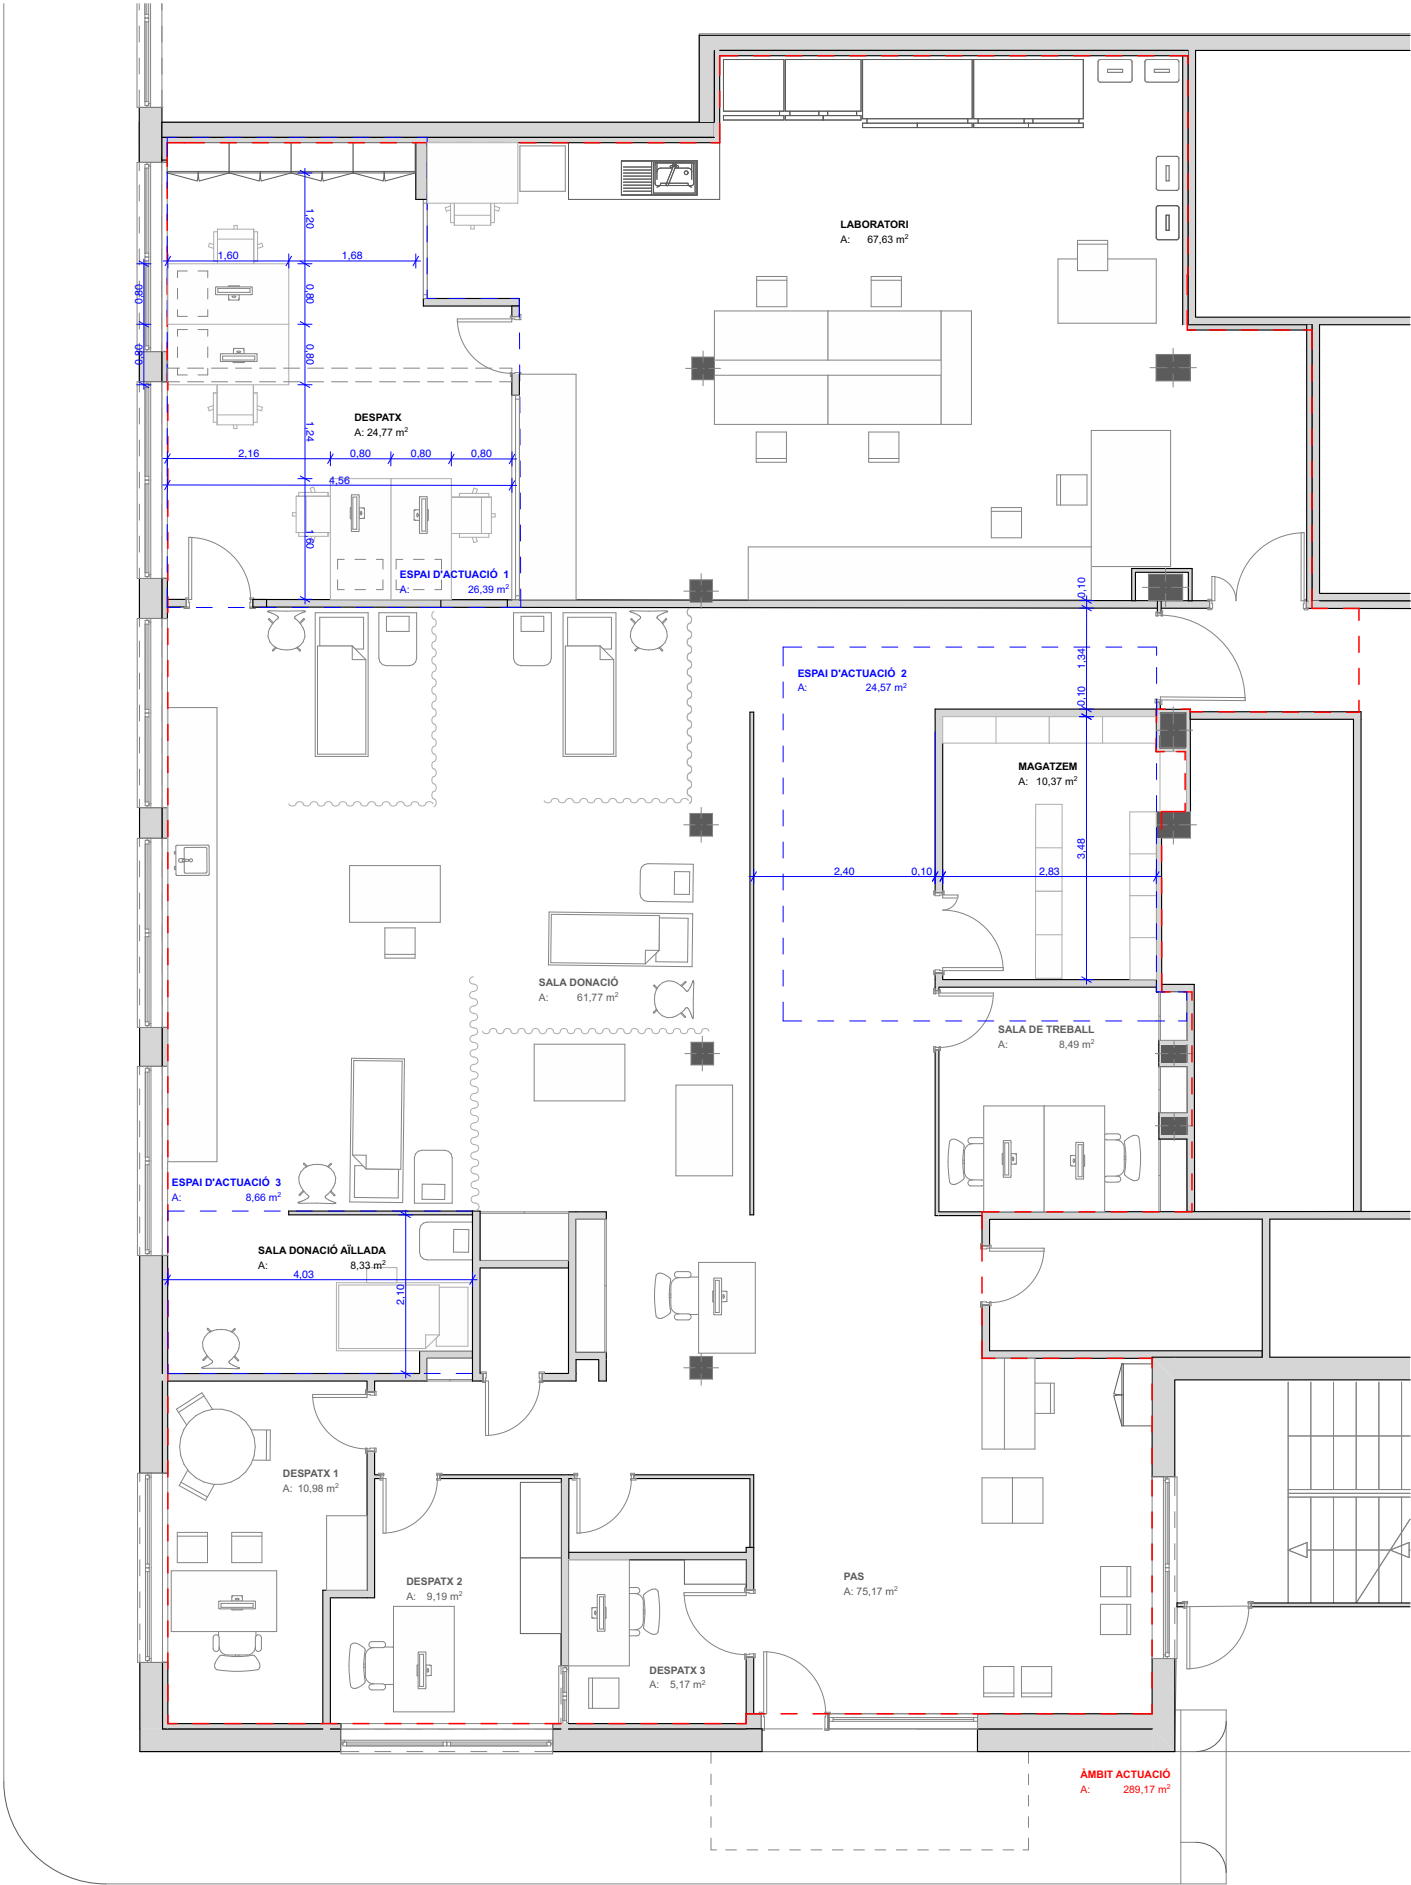 LABORATORI
A: 67,63 m²
1,20
1,60
1,68
0,80
0,80
0,80
0,80
DESPATX
A: 24,77 m²
1,24
2,16
0,80
0,80
0,80
4,56
1,60
ESPAI D'ACTUACIÓ 1
A: 26,39 m²
0,10
1,34
ESPAI D'ACTUACIÓ 2
A: 24,57 m²
0,10
MAGATZEM
A: 10,37 m²
3,48
2,40
0,10
2,83
SALA DONACIÓ
A: 61,77 m²
SALA DE TREBALL
A: 8,49 m²
ESPAI D'ACTUACIÓ 3
A: 8,66 m²
SALA DONACIÓ AÏLLADA
A: 8,33 m²
4,03
2,10
DESPATX 1
A: 10,98 m²
DESPATX 2
A: 9,19 m²
PAS
A: 75,17 m²
DESPATX 3
A: 5,17 m²
ÀMBIT ACTUACIÓ
A: 289,17 m²